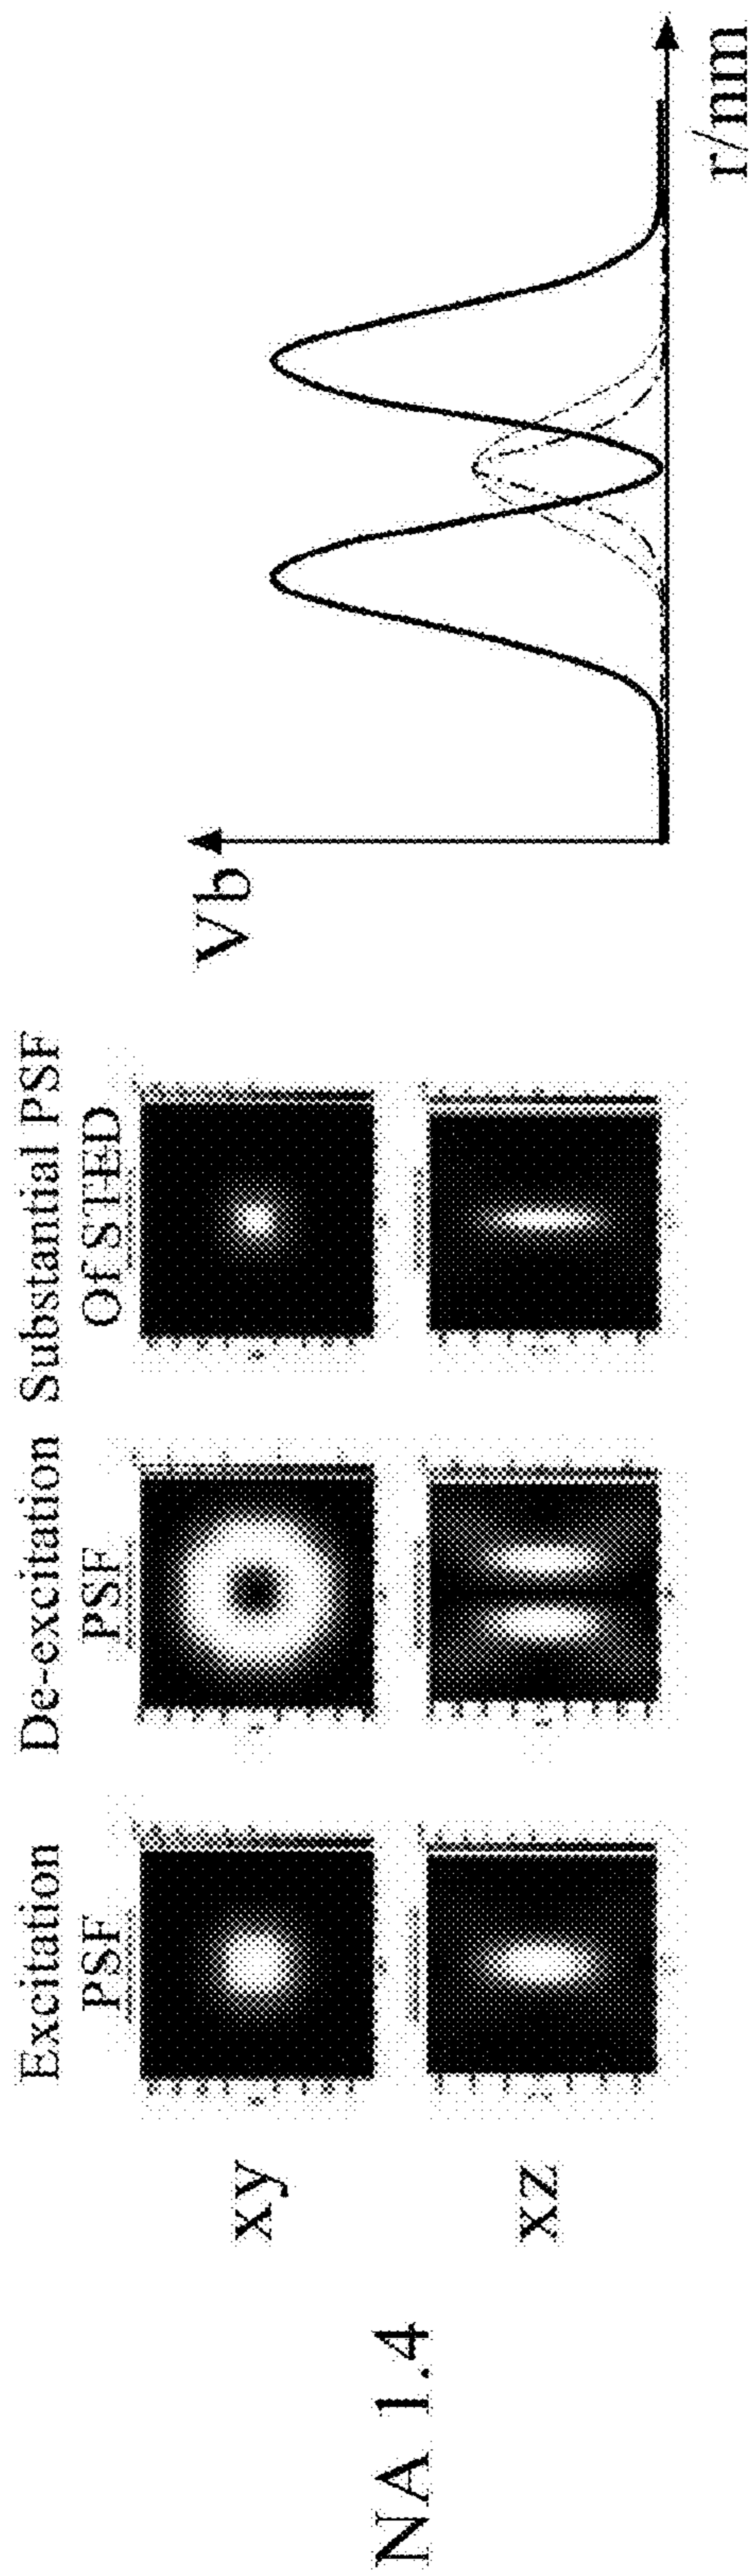 Excitation
PSF
De-excitation
PSF
Substantial PSF
Of STED
NA 1.4
xy
xz
Vb
r/nm